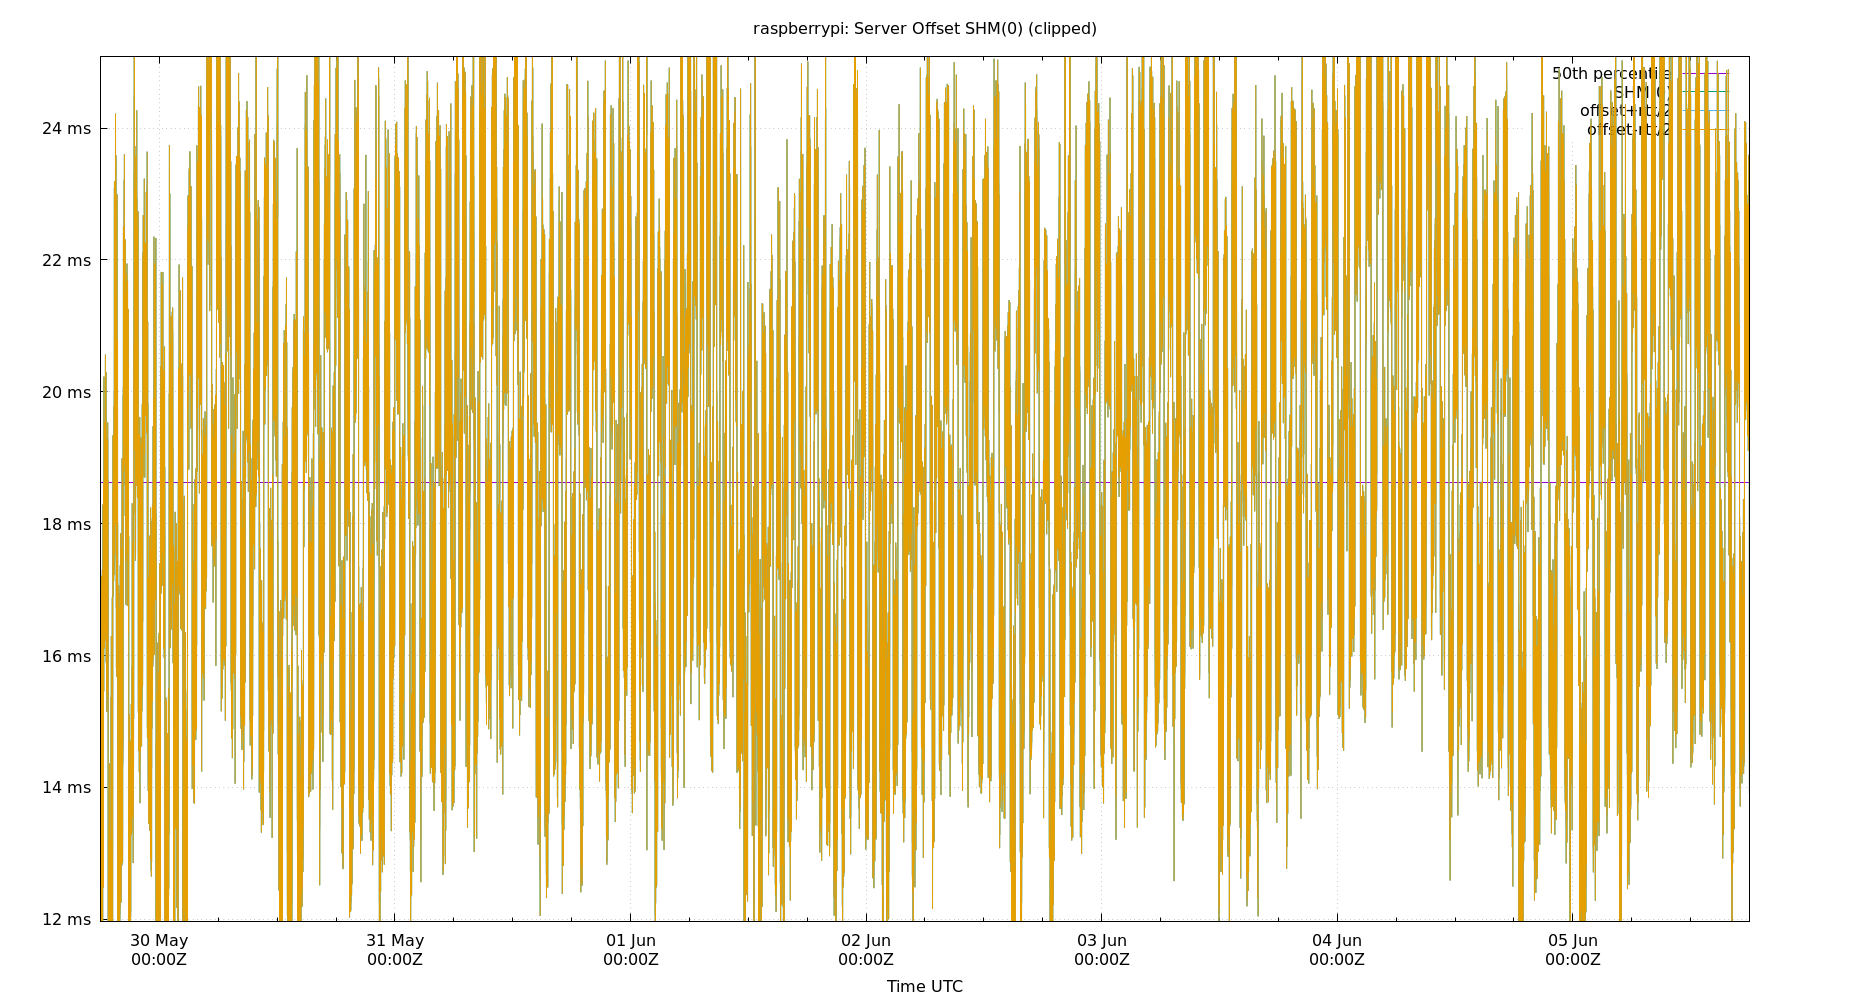 raspberrypi: Server Offset SHM(0) (clipped)
50th percentile
SHM(0)
offset+rtt/2
offset-rtt/2
24 ms
22 ms
20 ms
18 ms
16 ms
14 ms
12 ms
30 May 31 May 01 Jun 02 Jun 03 Jun 04 Jun 05 Jun
00:00Z 00:00Z 00:00Z 00:00Z 00:00Z 00:00Z 00:00Z
Time UTC